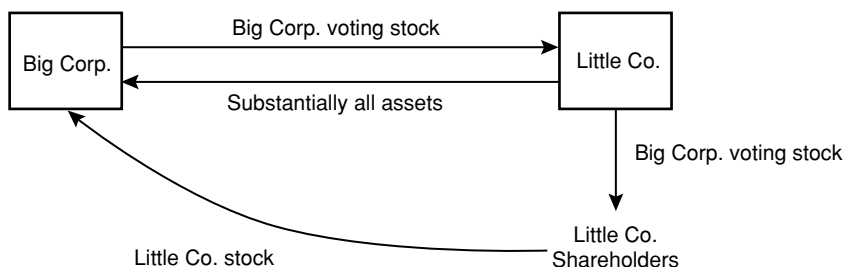 Big Corp. voting stock
Big Corp.
Little Co.
Substantially all assets
Big Corp. voting stock
Little Co.
Shareholders
Little Co. stock